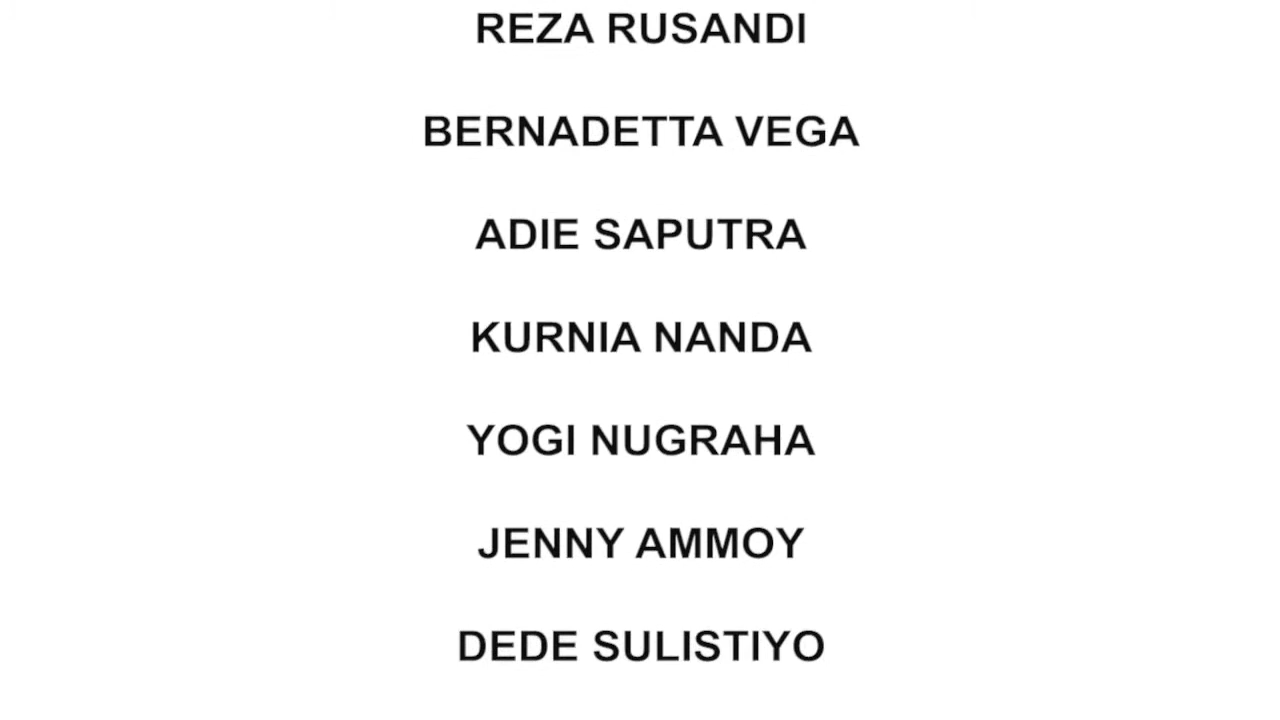 REZA RUSANDI
BERNADETTA VEGA
ADIE SAPUTRA
KURNIA NANDA
YOGI NUGRAHA
JENNY AMMOY
DEDE SULISTIYO